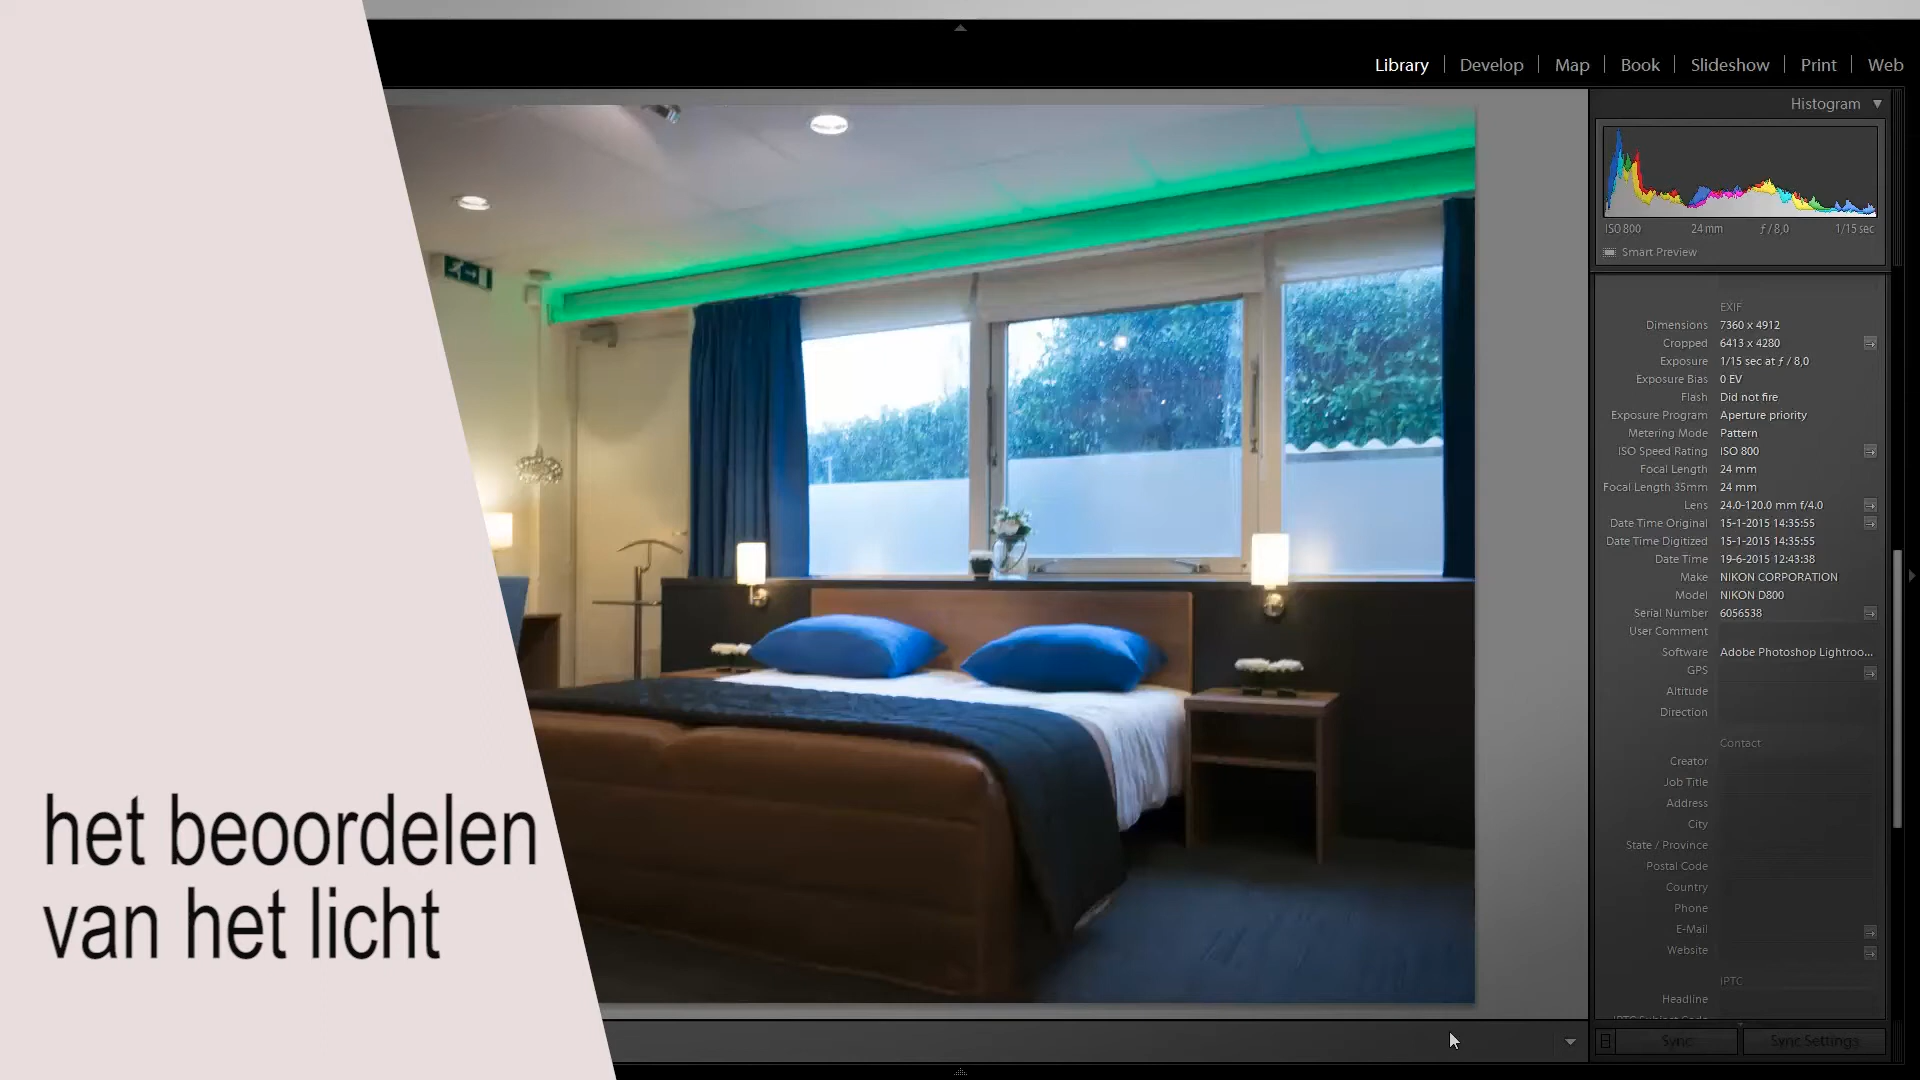 Library | Develop | Map | Book | Slideshow | Print | Web
Histogram ▼
ISO 800 24 mm ƒ / 8,0 1/15 sec
Smart Preview
EXIF
Dimensions 7360 x 4912
Cropped 6413 x 4280
Exposure 1/15 sec at ƒ / 8,0
Exposure Bias 0 EV
Flash Did not fire
Exposure Program Aperture priority
Metering Mode Pattern
ISO Speed Rating ISO 800
Focal Length 24 mm
Focal Length 35mm 24 mm
Lens 24.0-120.0 mm f/4.0
Date Time Original 15-1-2015 14:35:55
Date Time Digitized 15-1-2015 14:35:55
Date Time 19-6-2015 12:43:38
Make NIKON CORPORATION
Model NIKON D800
Serial Number 6056538
User Comment
Software Adobe Photoshop Lightroo...
GPS
Altitude
Direction
Contact
Creator
Job Title
Address
City
State / Province
Postal Code
Country
Phone
E-Mail
Website
IPTC
Headline
Sync Sync Settings
het beoordelen
van het licht